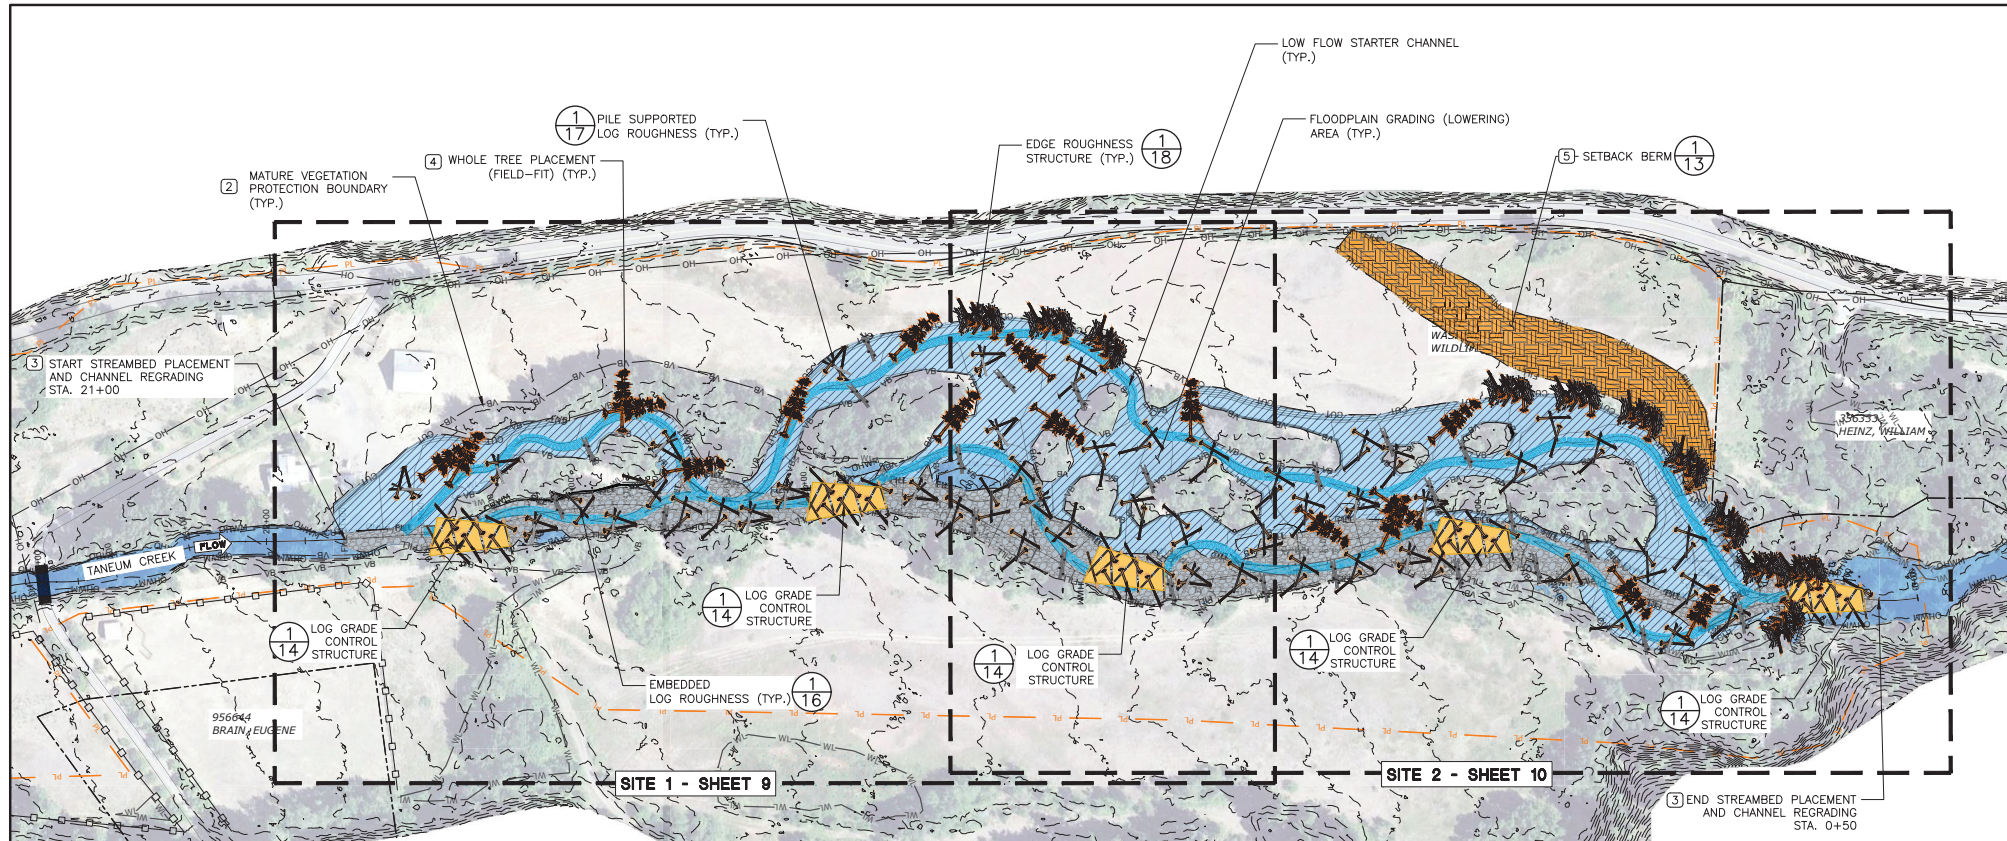 LOW FLOW STARTER CHANNEL
(TYP.)
1
17
PILE SUPPORTED
LOG ROUGHNESS (TYP.)
FLOODPLAIN GRADING (LOWERING)
AREA (TYP.)
EDGE ROUGHNESS
STRUCTURE (TYP.)
1
18
5 SETBACK BERM
1
13
4 WHOLE TREE PLACEMENT
(FIELD-FIT) (TYP.)
2 MATURE VEGETATION
PROTECTION BOUNDARY
(TYP.)
3 START STREAMBED PLACEMENT
AND CHANNEL REGRADING
STA. 21+00
HEINZ, WILLIAM
TANEUM CREEK
FLOW
1
14
LOG GRADE
CONTROL
STRUCTURE
1
14
LOG GRADE
CONTROL
STRUCTURE
1
14
LOG GRADE
CONTROL
STRUCTURE
1
14
LOG GRADE
CONTROL
STRUCTURE
1
14
LOG GRADE
CONTROL
STRUCTURE
EMBEDDED
LOG ROUGHNESS (TYP.)
1
16
956644
BRAIN, EUGENE
SITE 1 - SHEET 9
SITE 2 - SHEET 10
3 END STREAMBED PLACEMENT
AND CHANNEL REGRADING
STA. 0+50